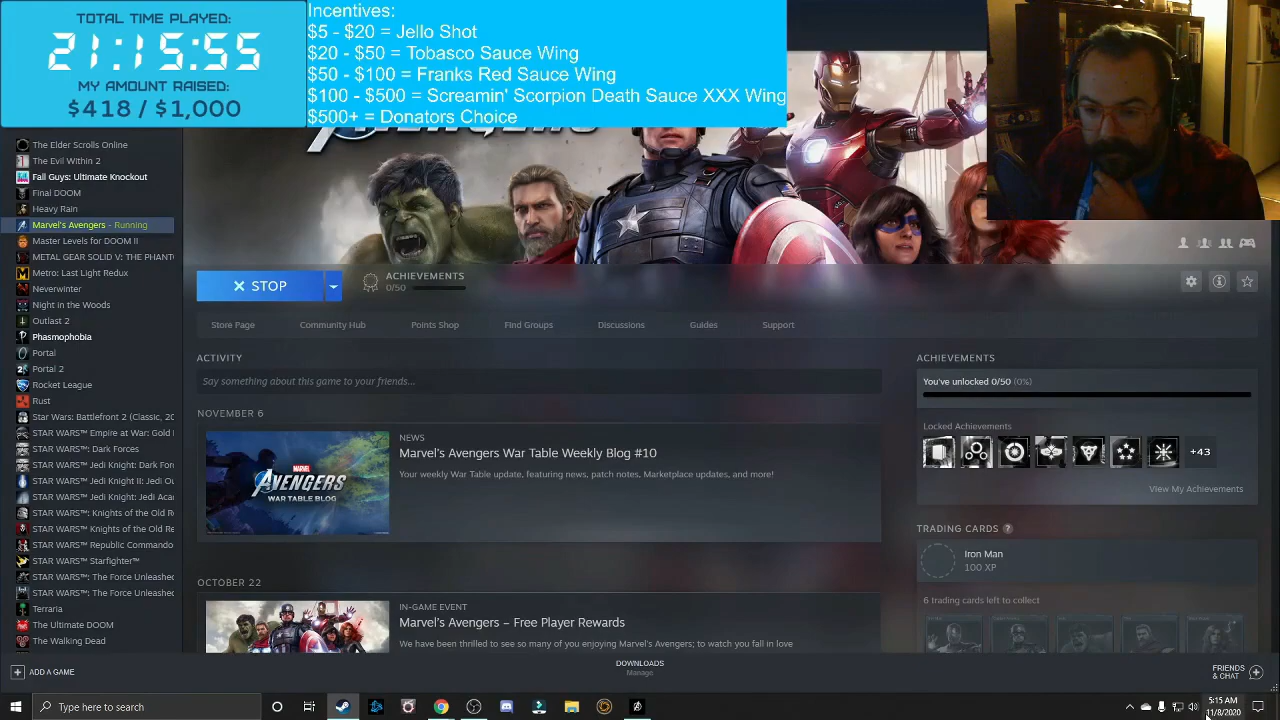 TOTAL TIME PLAYED:
21:15:55
MY AMOUNT RAISED:
$418 / $1,000
Incentives:
$5 - $20 = Jello Shot
$20 - $50 = Tobasco Sauce Wing
$50 - $100 = Franks Red Sauce Wing
$100 - $500 = Screamin' Scorpion Death Sauce XXX Wing
$500+ = Donators Choice
The Elder Scrolls Online
The Evil Within 2
Fall Guys: Ultimate Knockout
Final DOOM
Heavy Rain
Marvel's Avengers - Running
Master Levels for DOOM II
METAL GEAR SOLID V: THE PHANT
Metro: Last Light Redux
Neverwinter
Night in the Woods
Outlast 2
Phasmophobia
Portal
Portal 2
Rocket League
Rust
Star Wars: Battlefront 2 (Classic, 20
STAR WARS™ Empire at War: Gold
STAR WARS™: Dark Forces
STAR WARS™ Jedi Knight: Dark For
STAR WARS™ Jedi Knight II: Jedi Ou
STAR WARS™ Jedi Knight: Jedi Aca
STAR WARS™: Knights of the Old Re
STAR WARS™ Knights of the Old Re
STAR WARS™ Republic Commando
STAR WARS™ Starfighter™
STAR WARS™: The Force Unleashed
STAR WARS™: The Force Unleashed
Terraria
The Ultimate DOOM
The Walking Dead
STOP
ACHIEVEMENTS
0/50
Store Page
Community Hub
Points Shop
Find Groups
Discussions
Guides
Support
ACTIVITY
Say something about this game to your friends...
NOVEMBER 6
MARVEL
AVENGERS
WAR TABLE BLOG
NEWS
Marvel's Avengers War Table Weekly Blog #10
Your weekly War Table update, featuring news, patch notes, Marketplace updates, and more!
OCTOBER 22
IN-GAME EVENT
Marvel's Avengers – Free Player Rewards
We have been thrilled to see so many of you enjoying Marvel's Avengers; to watch you fall in love
ACHIEVEMENTS
You've unlocked 0/50 (0%)
Locked Achievements
+43
View My Achievements
TRADING CARDS ?
Iron Man
100 XP
6 trading cards left to collect
ADD A GAME
DOWNLOADS
Manage
FRIENDS
& CHAT
Type here to search
5:15 AM
11/8/2020